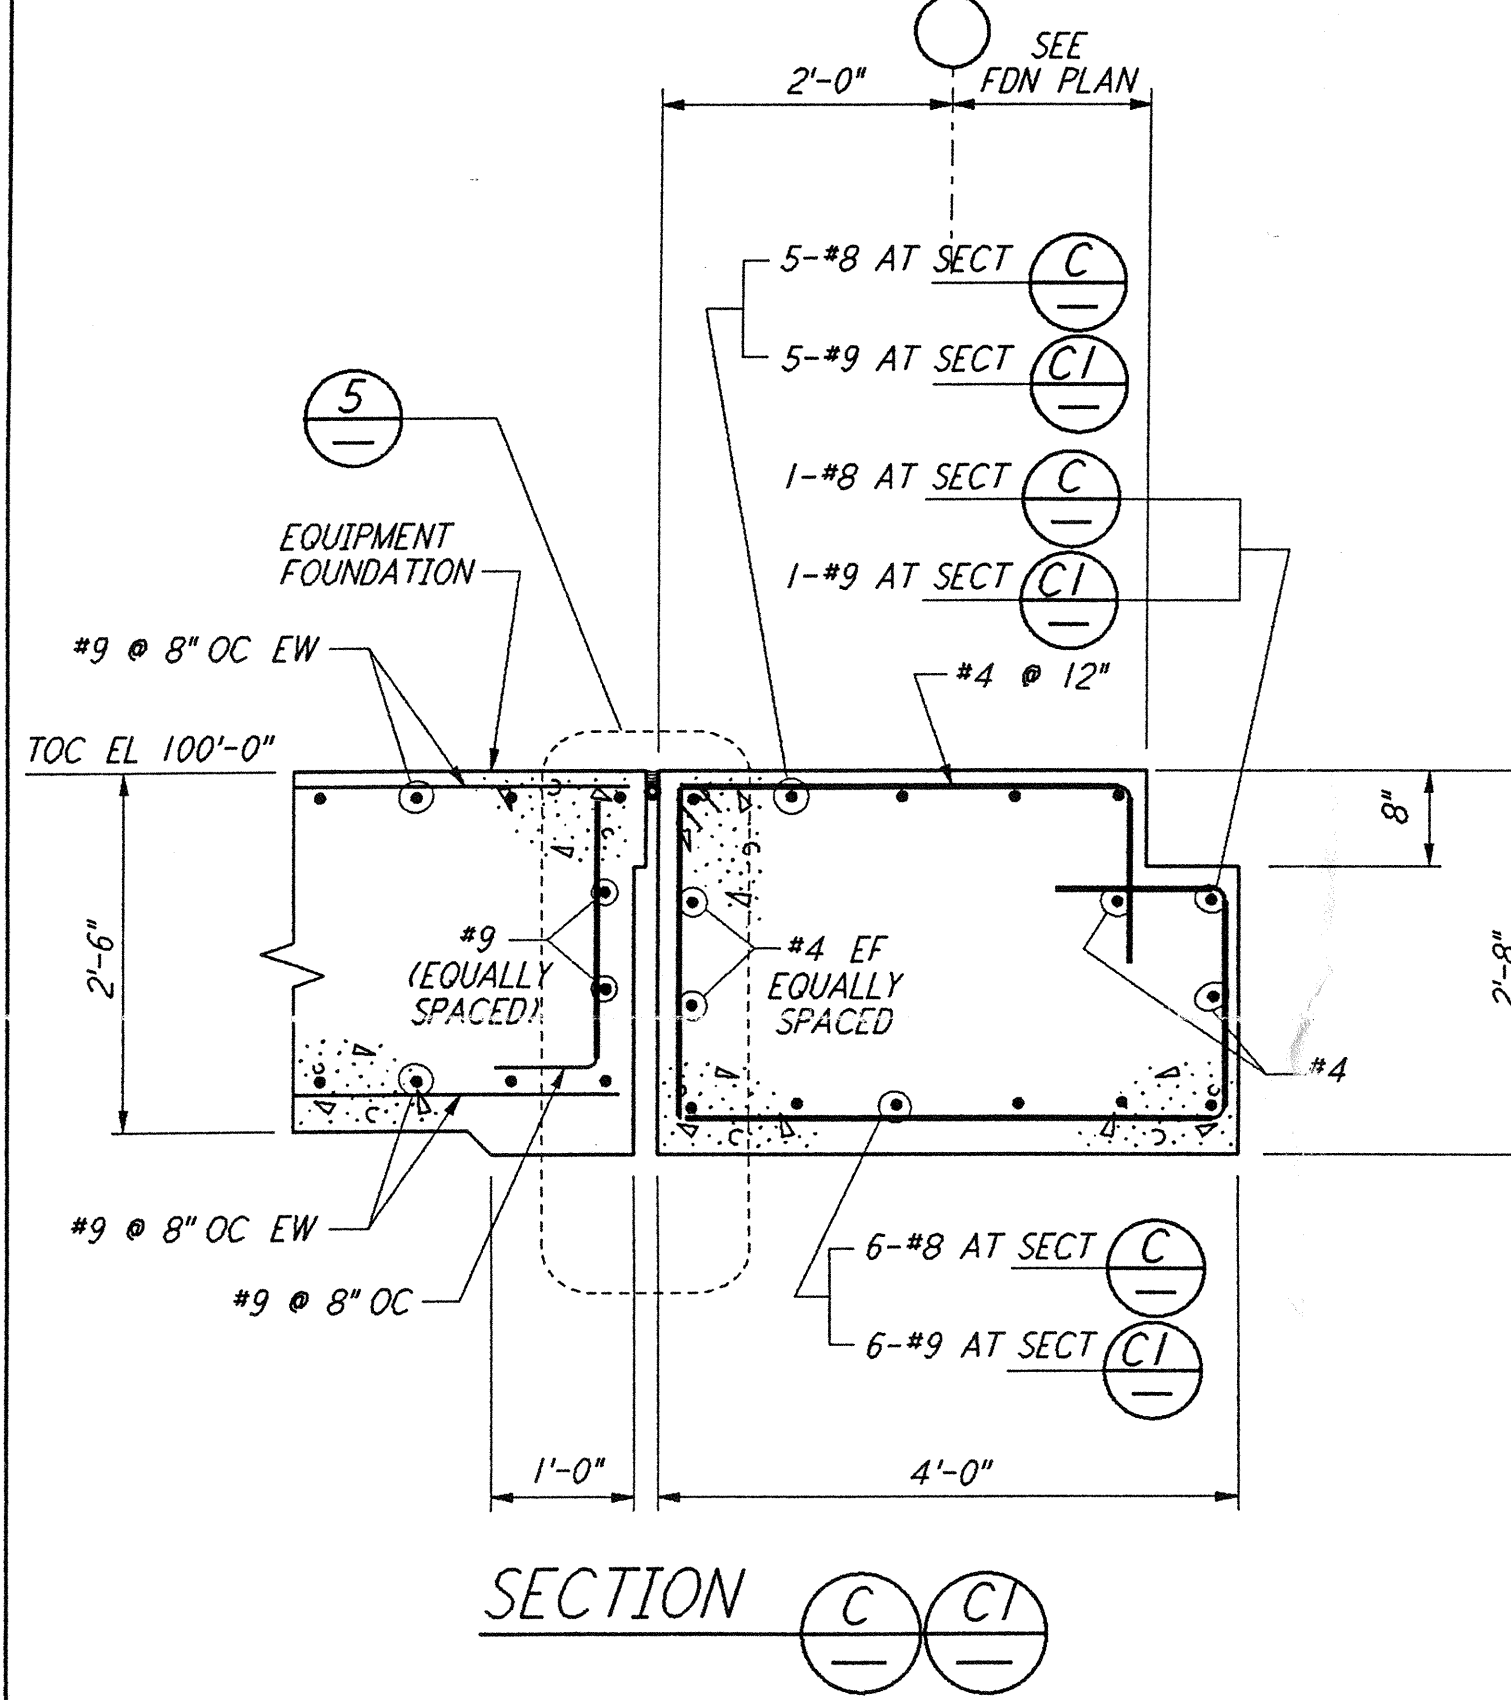 SEE
FDN PLAN
2'-0"
5-#8 AT SECT C
5-#9 AT SECT C1
5
1-#8 AT SECT C
1-#9 AT SECT C1
EQUIPMENT
FOUNDATION
#9 @ 8" OC EW
#4 @ 12"
TOC EL 100'-0"
8"
2'-6"
#9
(EQUALLY
SPACED)
#4 EF
EQUALLY
SPACED
2'-8"
#4
#9 @ 8" OC EW
#9 @ 8" OC
6-#8 AT SECT C
6-#9 AT SECT C1
1'-0"
4'-0"
SECTION C C1